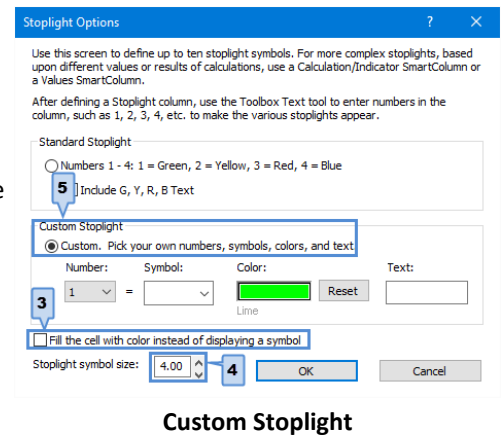 Stoplight Options ? ×
Use this screen to define up to ten stoplight symbols. For more complex stoplights, based
upon different values or results of calculations, use a Calculation/Indicator SmartColumn or
a Values SmartColumn.
After defining a Stoplight column, use the Toolbox Text tool to enter numbers in the
column, such as 1, 2, 3, 4, etc. to make the various stoplights appear.
Standard Stoplight
Numbers 1 - 4: 1 = Green, 2 = Yellow, 3 = Red, 4 = Blue
e
5 Include G, Y, R, B Text
Custom Stoplight
Custom. Pick your own numbers, symbols, colors, and text
Number: Symbol: Color: Text:
1 = Reset
Lime
3
Fill the cell with color instead of displaying a symbol
Stoplight symbol size: 4.00 4 OK Cancel
Custom Stoplight